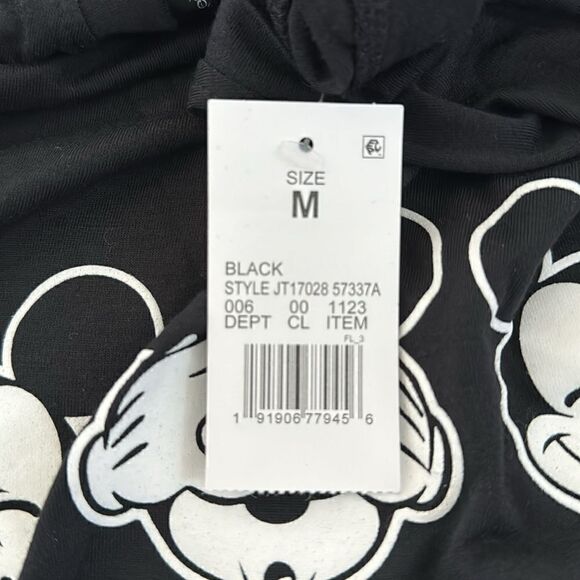 SIZE
M
BLACK
STYLE JT17028 57337A
006 00 1123
DEPT CL ITEM
FL_3
1 91906 77945 6